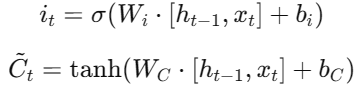 i_t = σ(W_i · [h_{t−1}, x_t] + b_i)
C̃_t = tanh(W_C · [h_{t−1}, x_t] + b_C)